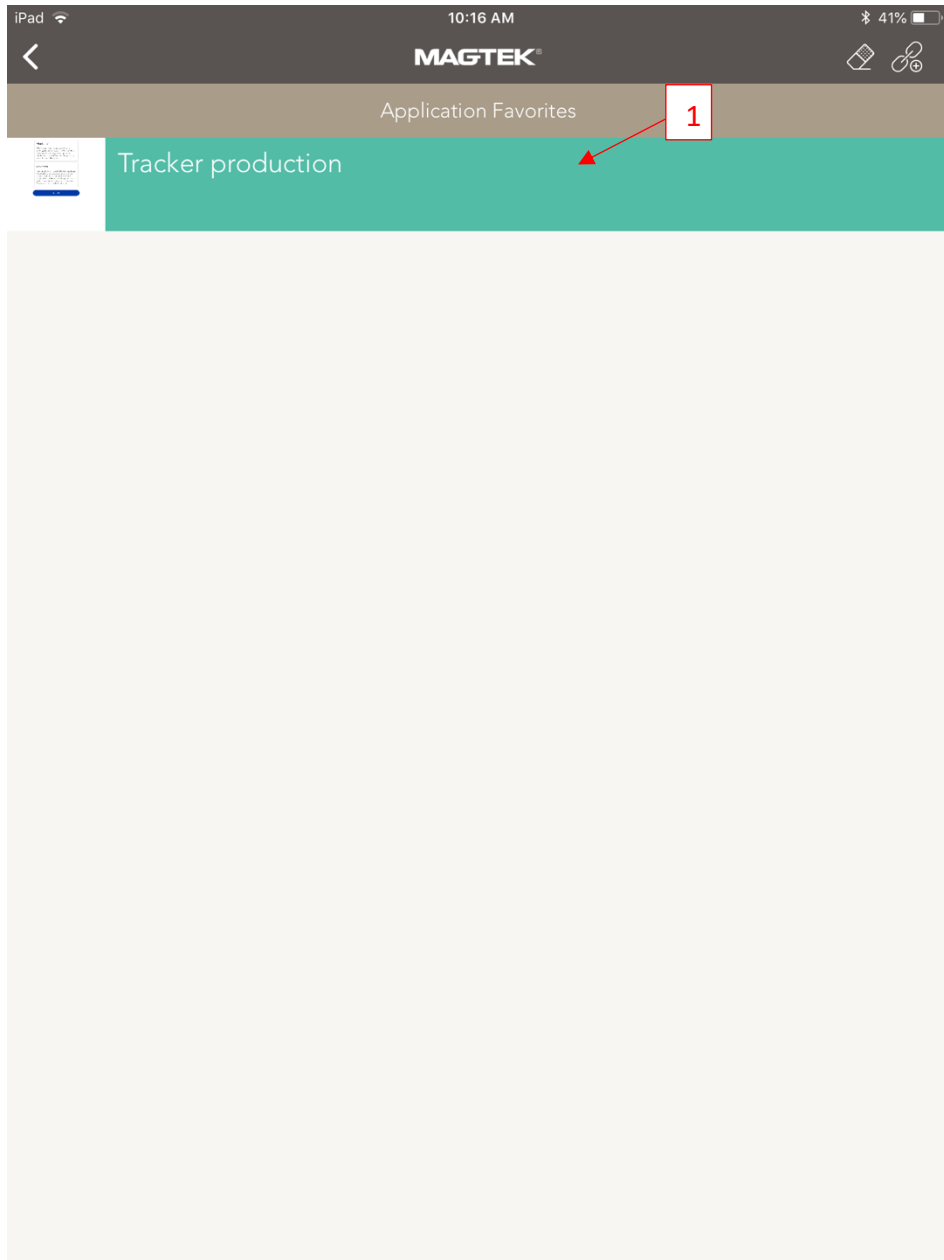 iPad 10:16 AM 41%
MAGTEK®
Application Favorites
1
Tracker production